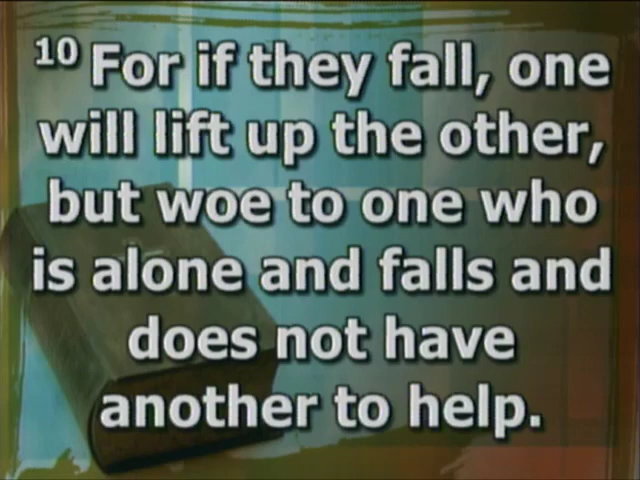 10 For if they fall, one
will lift up the other,
but woe to one who
is alone and falls and
does not have
another to help.